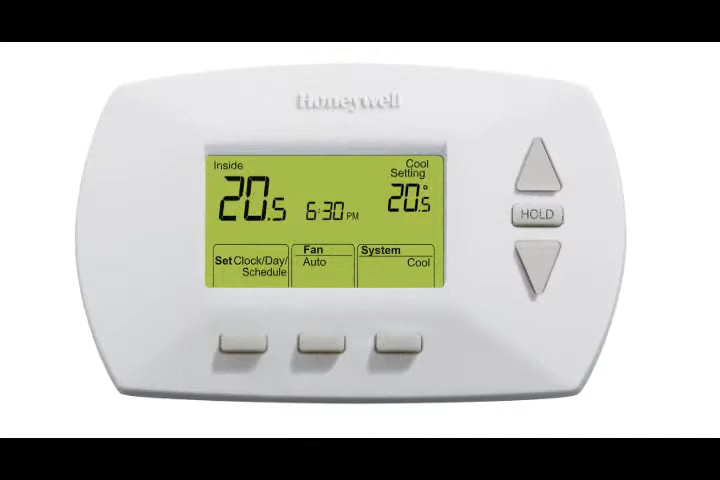 Honeywell
Inside
Cool
Setting
20.5
6:30 PM
20.5°
HOLD
Set Clock/Day/
Schedule
Fan
Auto
System
Cool